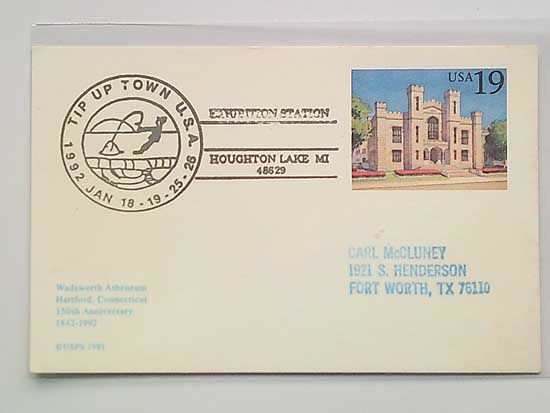 TIP UP TOWN U.S.A.
1992 JAN 18-19-25-26
EXHIBITION STATION
HOUGHTON LAKE MI
48629
USA 19
CARL McCLUNEY
1921 S. HENDERSON
FORT WORTH, TX 76110
Wadsworth Atheneum
Hartford, Connecticut
150th Anniversary
1842-1992
© USPS 1991